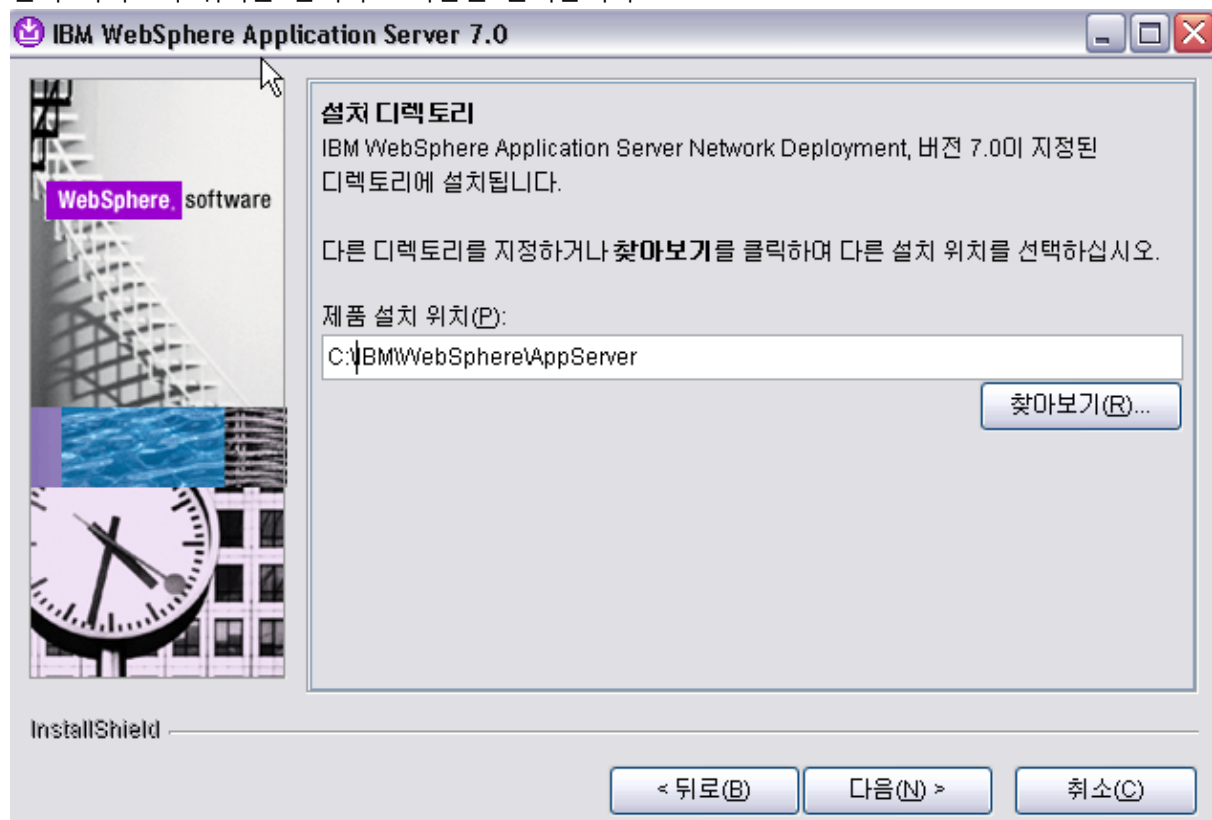 IBM WebSphere Application Server 7.0
WebSphere. software
설치 디렉토리
IBM WebSphere Application Server Network Deployment, 버전 7.0이 지정된
디렉토리에 설치됩니다.
다른 디렉토리를 지정하거나 찾아보기를 클릭하여 다른 설치 위치를 선택하십시오.
제품 설치 위치(P):
C:\IBM\WebSphere\AppServer
찾아보기(R)...
InstallShield
< 뒤로(B)
다음(N) >
취소(C)